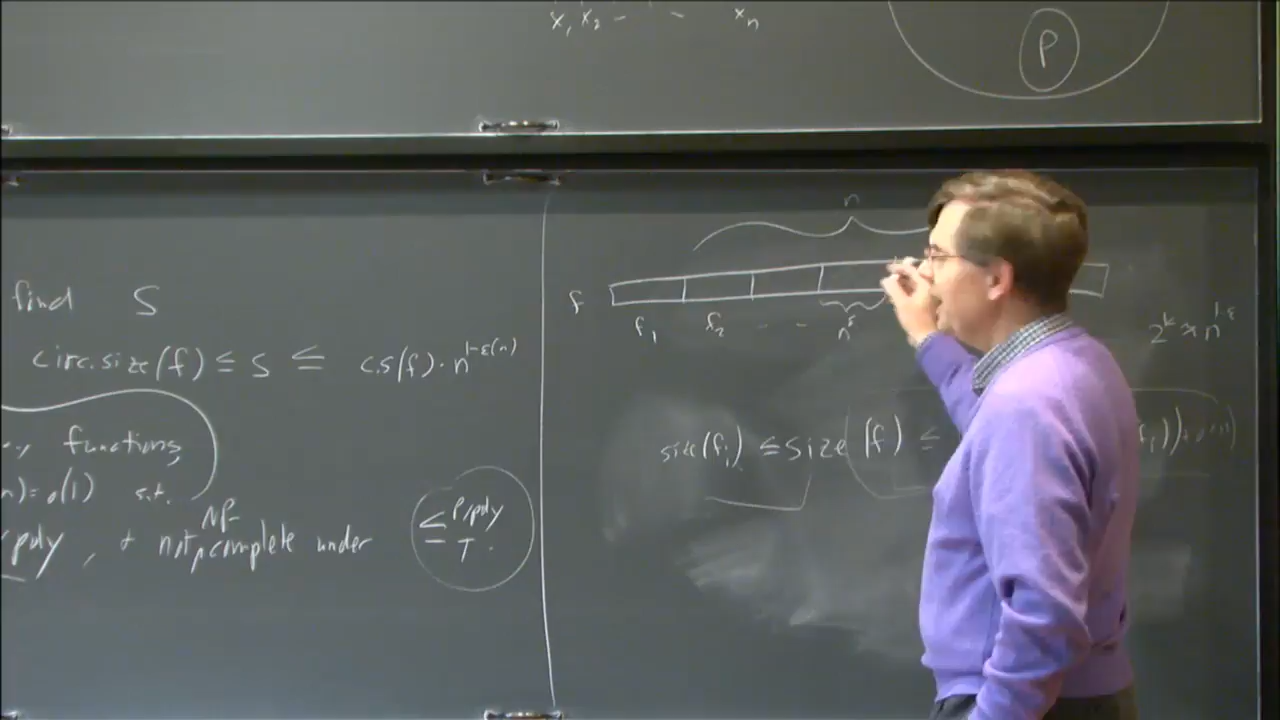 x₁ x₂ - - xₙ
P
find S
circ.size(f) ≤ s ≤ c.s(f) · n^{1-ε(n)}
functions,
n)=o(1) s.t.
NP-
poly, + not complete under ≤ P/poly T
n
f
f₁ f₂ - - n^ε
2^k ≈ n^{1-ε}
size(f_i) ≤ size(f) ≤